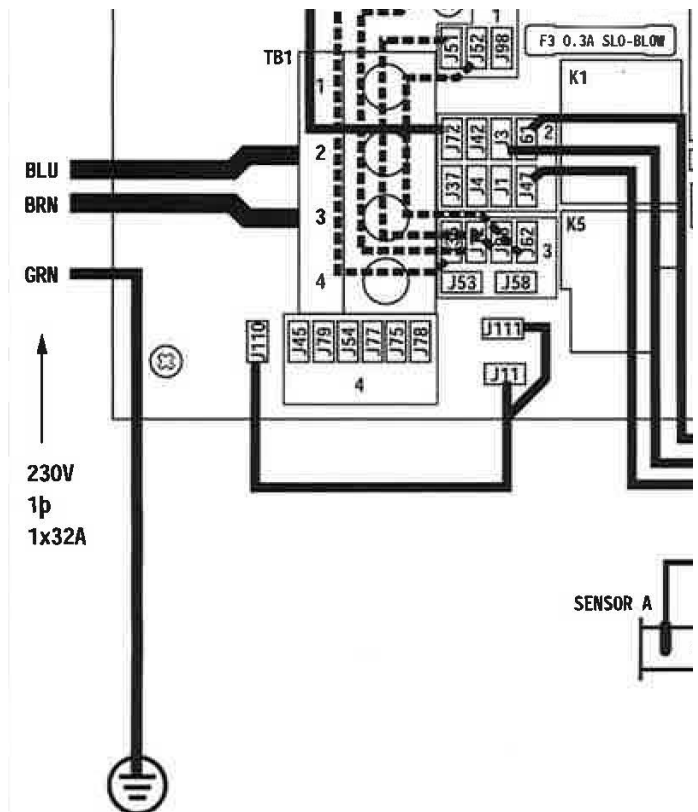 1
J51 J52 J98
F3 0.3A SLO-BLOW
TB1
1
K1
J72 J42 J3
2
2
BLU
J37 J4 J1 J47
BRN
3
K5
J62
3
GRN
4
J53 J58
J110
J45 J79 J54 J77 J75 J78
J111
J11
4
230V
1þ
1x32A
SENSOR A